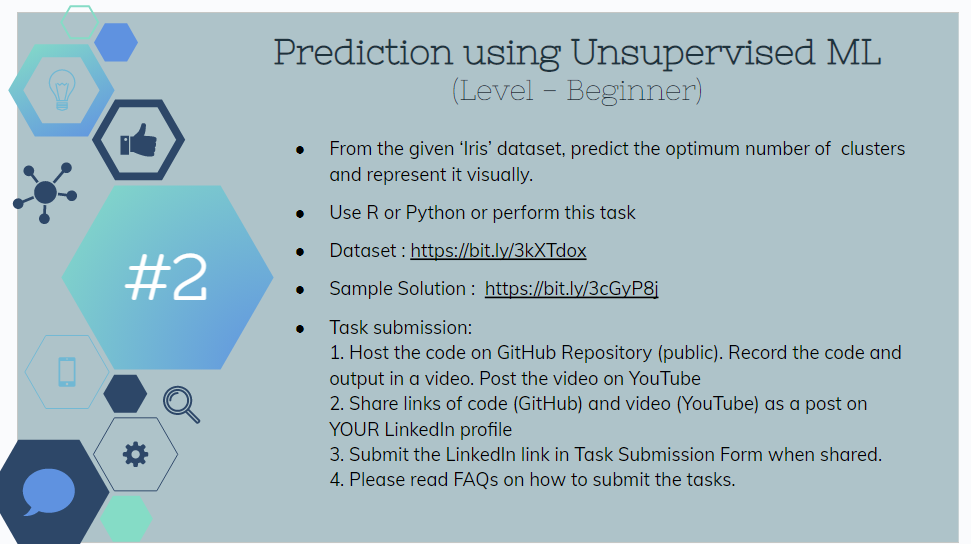 Prediction using Unsupervised ML
(Level - Beginner)
● From the given ‘Iris’ dataset, predict the optimum number of clusters
and represent it visually.
● Use R or Python or perform this task
● Dataset : https://bit.ly/3kXTdox
● Sample Solution : https://bit.ly/3cGyP8j
● Task submission:
1. Host the code on GitHub Repository (public). Record the code and
output in a video. Post the video on YouTube
2. Share links of code (GitHub) and video (YouTube) as a post on
YOUR LinkedIn profile
3. Submit the LinkedIn link in Task Submission Form when shared.
4. Please read FAQs on how to submit the tasks.
#2